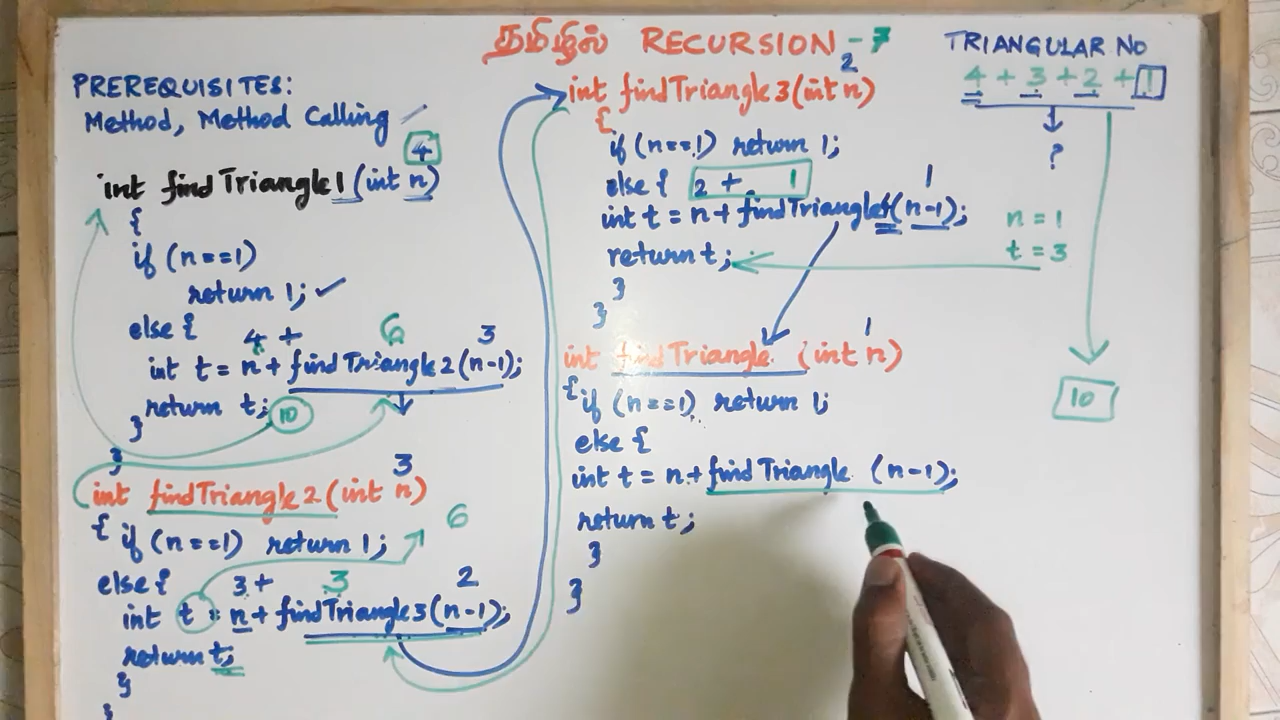 தமிழில் RECURSION - 7
TRIANGULAR NO
4 + 3 + 2 + 1
?
10
n = 1
t = 3
PREREQUISITES:
Method, Method Calling
4
int findTriangle1(int n)
{
if (n==1)
return 1; ✓
else {
4 + 6 3
int t = n + findTriangle2(n-1);
return t; 10
}
}
3
int findTriangle2(int n)
{ if (n==1) return 1;
6
else {
3 + 3 2
int t = n + findTriangle3(n-1);
return t;
}
}
2
int findTriangle3(int n)
{
if (n==1) return 1;
else { 2 + 1
1
int t = n + findTriangle4(n-1);
return t;
}
}
1
int findTriangle (int n)
{ if (n==1) return 1;
else {
int t = n + findTriangle (n-1);
return t;
}
}